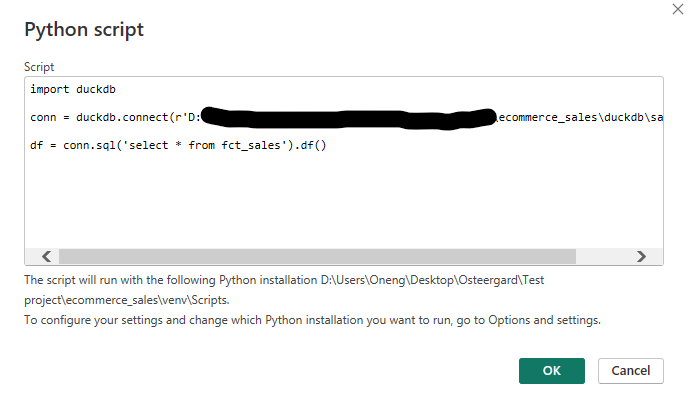 Python script
Script
import duckdb
conn = duckdb.connect(r'D: \ecommerce_sales\duckdb\sa
df = conn.sql('select * from fct_sales').df()
The script will run with the following Python installation D:\Users\Oneng\Desktop\Osteergard\Test
project\ecommerce_sales\venv\Scripts.
To configure your settings and change which Python installation you want to run, go to Options and settings.
OK
Cancel